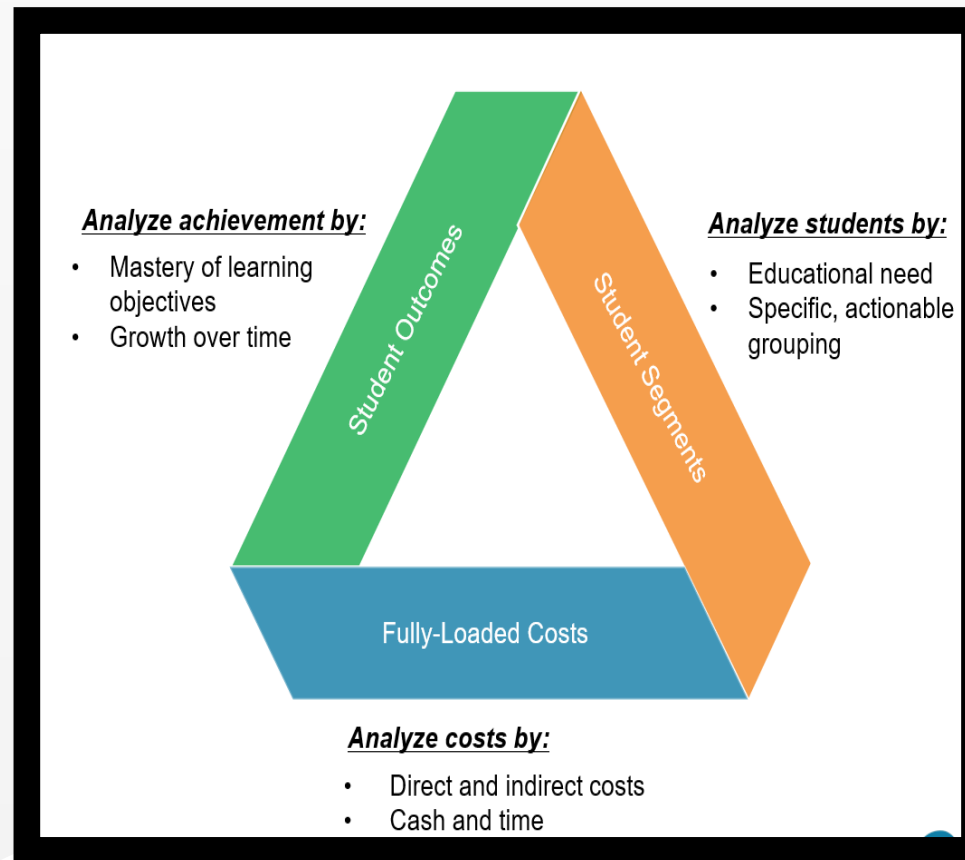 Analyze achievement by:
• Mastery of learning
objectives
• Growth over time
Student Outcomes
Student Segments
Analyze students by:
• Educational need
• Specific, actionable
grouping
Fully-Loaded Costs
Analyze costs by:
• Direct and indirect costs
• Cash and time